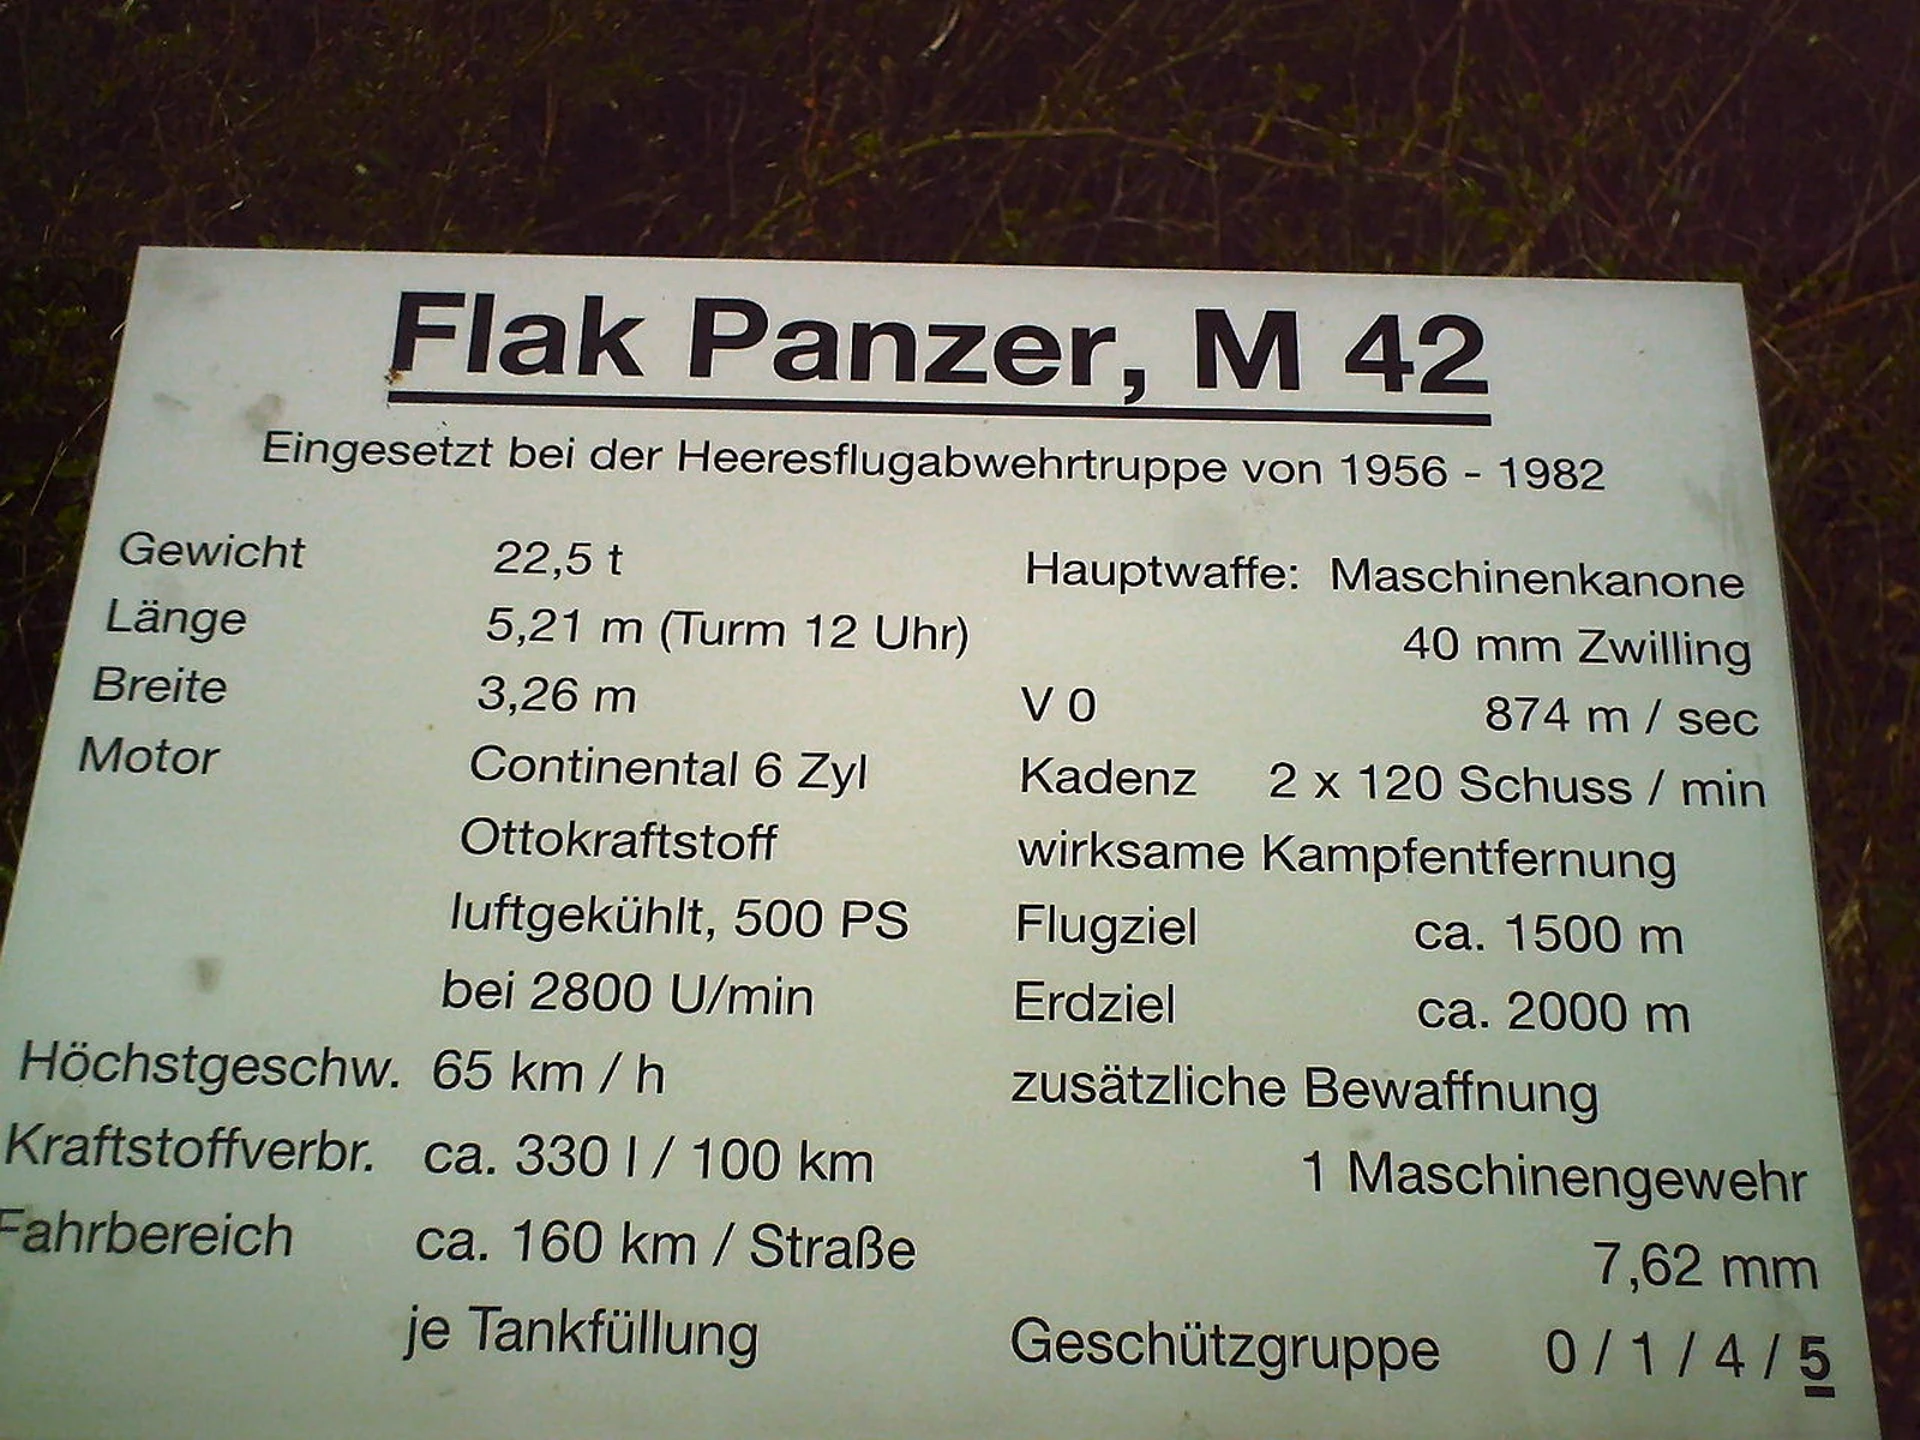 Flak Panzer, M 42
Eingesetzt bei der Heeresflugabwehrtruppe von 1956 - 1982
Gewicht 22,5 t
Länge 5,21 m (Turm 12 Uhr)
Breite 3,26 m
Motor Continental 6 Zyl
Ottokraftstoff
luftgekühlt, 500 PS
bei 2800 U/min
Höchstgeschw. 65 km / h
Kraftstoffverbr. ca. 330 l / 100 km
Fahrbereich ca. 160 km / Straße
je Tankfüllung
Hauptwaffe: Maschinenkanone
40 mm Zwilling
V 0 874 m / sec
Kadenz 2 x 120 Schuss / min
wirksame Kampfentfernung
Flugziel ca. 1500 m
Erdziel ca. 2000 m
zusätzliche Bewaffnung
1 Maschinengewehr
7,62 mm
Geschützgruppe 0 / 1 / 4 / 5